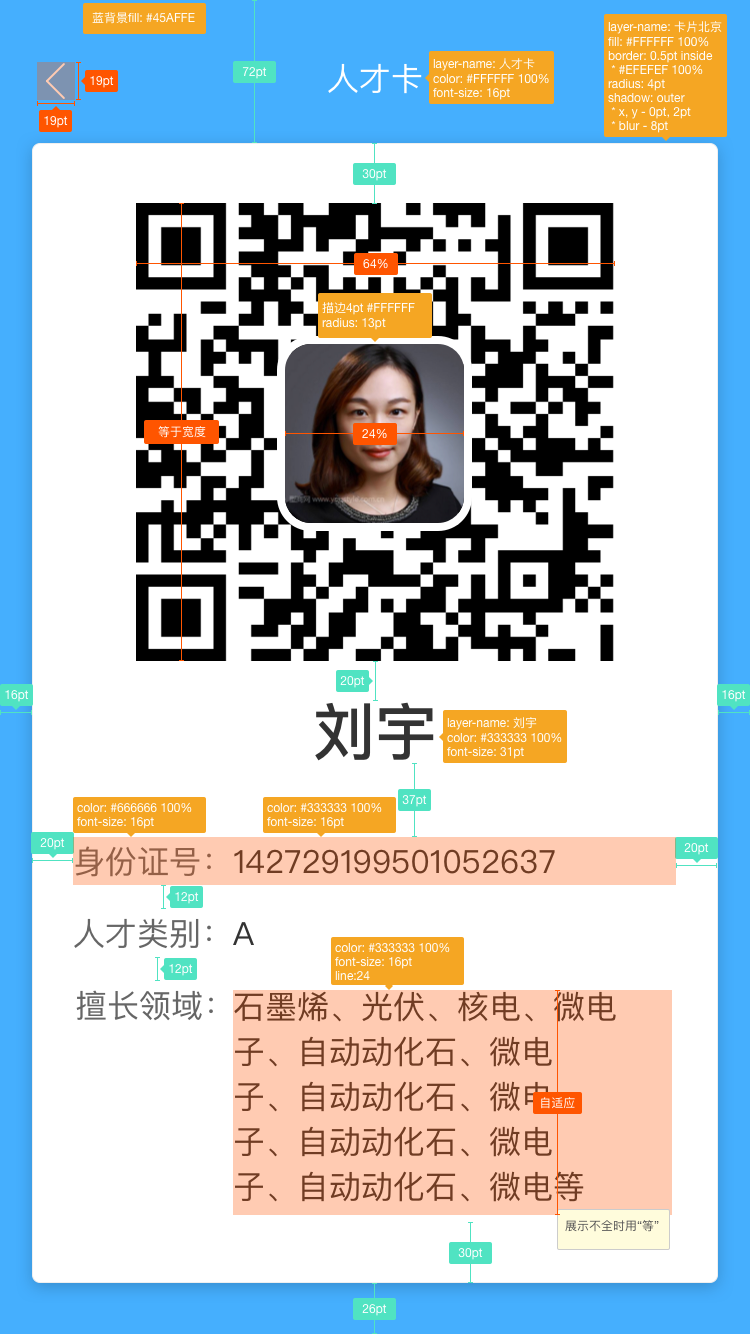 蓝背景fill: #45AFFE
layer-name: 卡片北京
fill: #FFFFFF 100%
border: 0.5pt inside
* #EFEFEF 100%
radius: 4pt
shadow: outer
* x, y - 0pt, 2pt
* blur - 8pt
72pt
人才卡
layer-name: 人才卡
color: #FFFFFF 100%
font-size: 16pt
19pt
19pt
30pt
64%
描边4pt #FFFFFF
radius: 13pt
等于宽度
24%
20pt
16pt
16pt
刘宇
layer-name: 刘宇
color: #333333 100%
font-size: 31pt
37pt
color: #666666 100%
font-size: 16pt
color: #333333 100%
font-size: 16pt
20pt
20pt
身份证号：142729199501052637
12pt
人才类别：A
12pt
color: #333333 100%
font-size: 16pt
line:24
擅长领域：石墨烯、光伏、核电、微电
子、自动动化石、微电
子、自动动化石、微电
自适应
子、自动动化石、微电
子、自动动化石、微电等
展示不全时用“等”
30pt
26pt